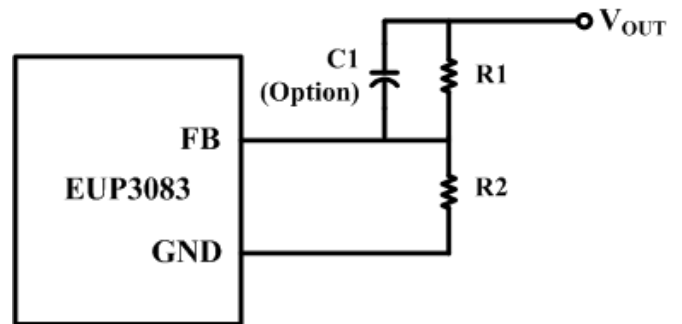 VOUT
C1
(Option)
R1
FB
EUP3083
R2
GND